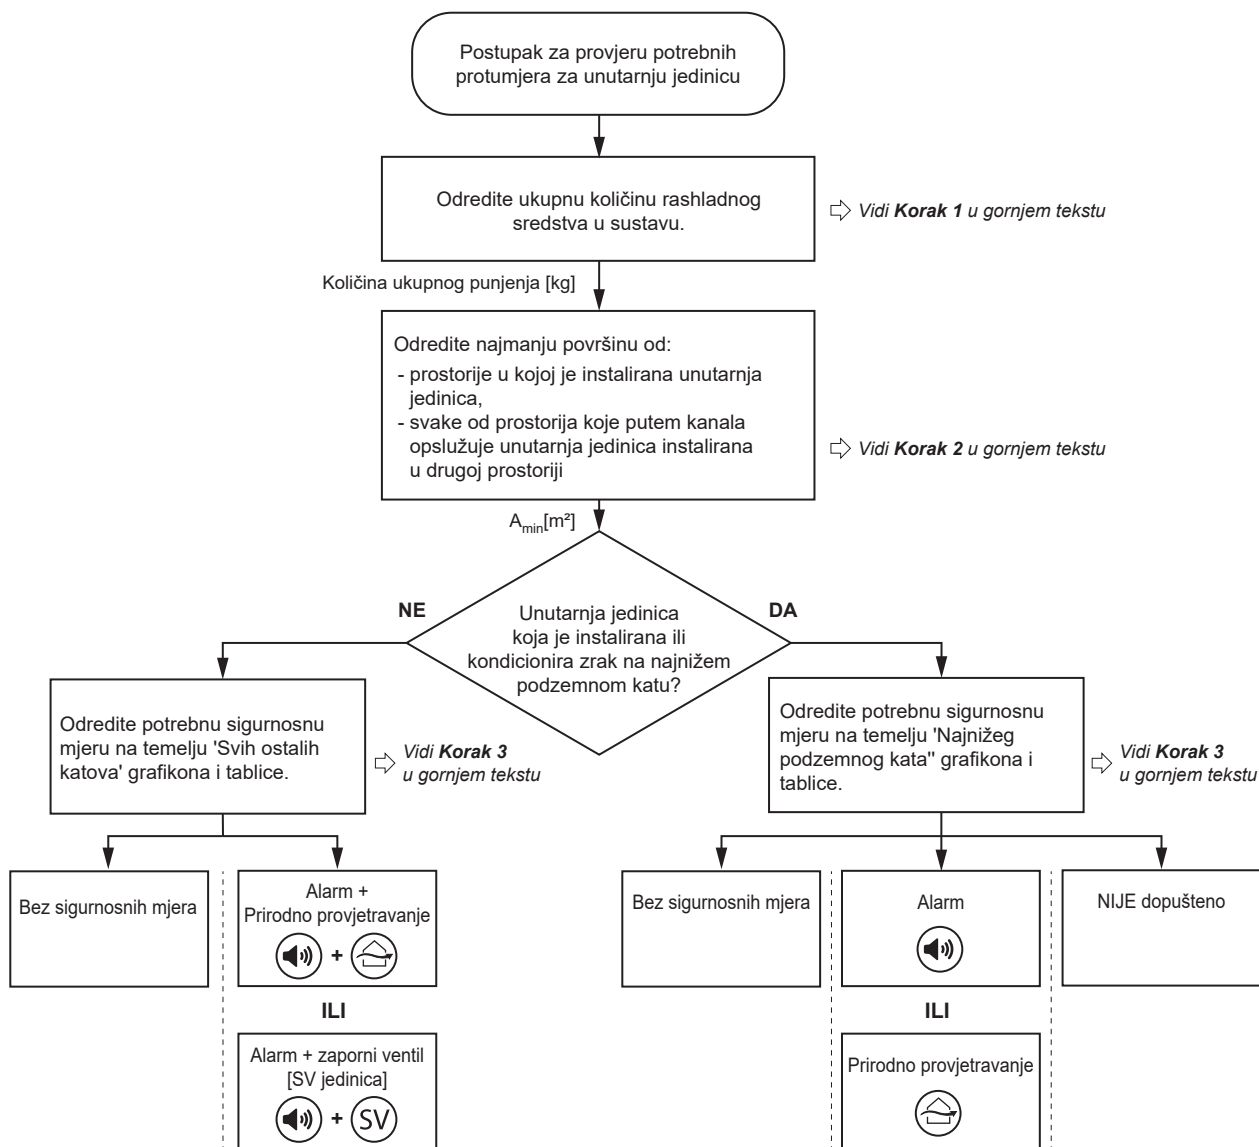 Postupak za provjeru potrebnih
protumjera za unutarnju jedinicu
Odredite ukupnu količinu rashladnog
sredstva u sustavu.
Vidi Korak 1 u gornjem tekstu
Količina ukupnog punjenja [kg]
Odredite najmanju površinu od:
- prostorije u kojoj je instalirana unutarnja
jedinica,
- svake od prostorija koje putem kanala
opslužuje unutarnja jedinica instalirana
u drugoj prostoriji
Vidi Korak 2 u gornjem tekstu
Amin[m²]
NE
Unutarnja jedinica
koja je instalirana ili
kondicionira zrak na najnižem
podzemnom katu?
DA
Odredite potrebnu sigurnosnu
mjeru na temelju 'Svih ostalih
katova' grafikona i tablice.
Vidi Korak 3
u gornjem tekstu
Odredite potrebnu sigurnosnu
mjeru na temelju 'Najnižeg
podzemnog kata" grafikona i
tablice.
Vidi Korak 3
u gornjem tekstu
Bez sigurnosnih mjera
Alarm +
Prirodno provjetravanje
+
ILI
Alarm + zaporni ventil
[SV jedinica]
+ SV
Bez sigurnosnih mjera
Alarm
ILI
Prirodno provjetravanje
NIJE dopušteno